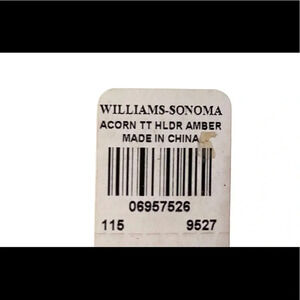 WILLIAMS-SONOMA
ACORN TT HLDR AMBER
MADE IN CHINA
06957526
115 9527